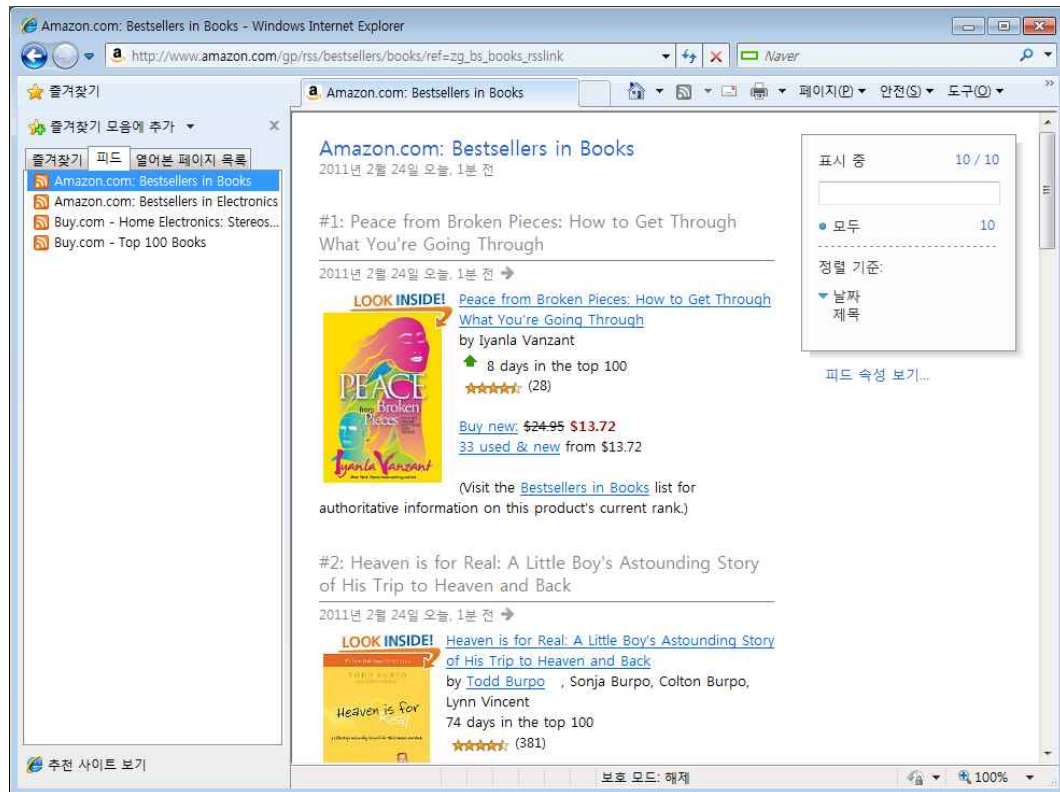 Amazon.com: Bestsellers in Books - Windows Internet Explorer
http://www.amazon.com/gp/rss/bestsellers/books/ref=zg_bs_books_rsslink
Naver
즐겨찾기
Amazon.com: Bestsellers in Books
페이지(P) 안전(S) 도구(O)
즐겨찾기 모음에 추가
즐겨찾기 피드 열어본 페이지 목록
Amazon.com: Bestsellers in Books
Amazon.com: Bestsellers in Electronics
Buy.com - Home Electronics: Stereos...
Buy.com - Top 100 Books
추천 사이트 보기
Amazon.com: Bestsellers in Books
2011년 2월 24일 오늘, 1분 전
#1: Peace from Broken Pieces: How to Get Through
What You're Going Through
2011년 2월 24일 오늘, 1분 전
LOOK INSIDE!
PEACE
from Broken
Pieces
Iyanla Vanzant
Peace from Broken Pieces: How to Get Through
What You're Going Through
by Iyanla Vanzant
8 days in the top 100
(28)
Buy new: $24.95 $13.72
33 used & new from $13.72
(Visit the Bestsellers in Books list for
authoritative information on this product's current rank.)
#2: Heaven is for Real: A Little Boy's Astounding Story
of His Trip to Heaven and Back
2011년 2월 24일 오늘, 1분 전
LOOK INSIDE!
TODD BURPO
Heaven is for
Real
Heaven is for Real: A Little Boy's Astounding Story
of His Trip to Heaven and Back
by Todd Burpo , Sonja Burpo, Colton Burpo,
Lynn Vincent
74 days in the top 100
(381)
표시 중 10 / 10
모두 10
정렬 기준:
날짜
제목
피드 속성 보기...
보호 모드: 해제
100%